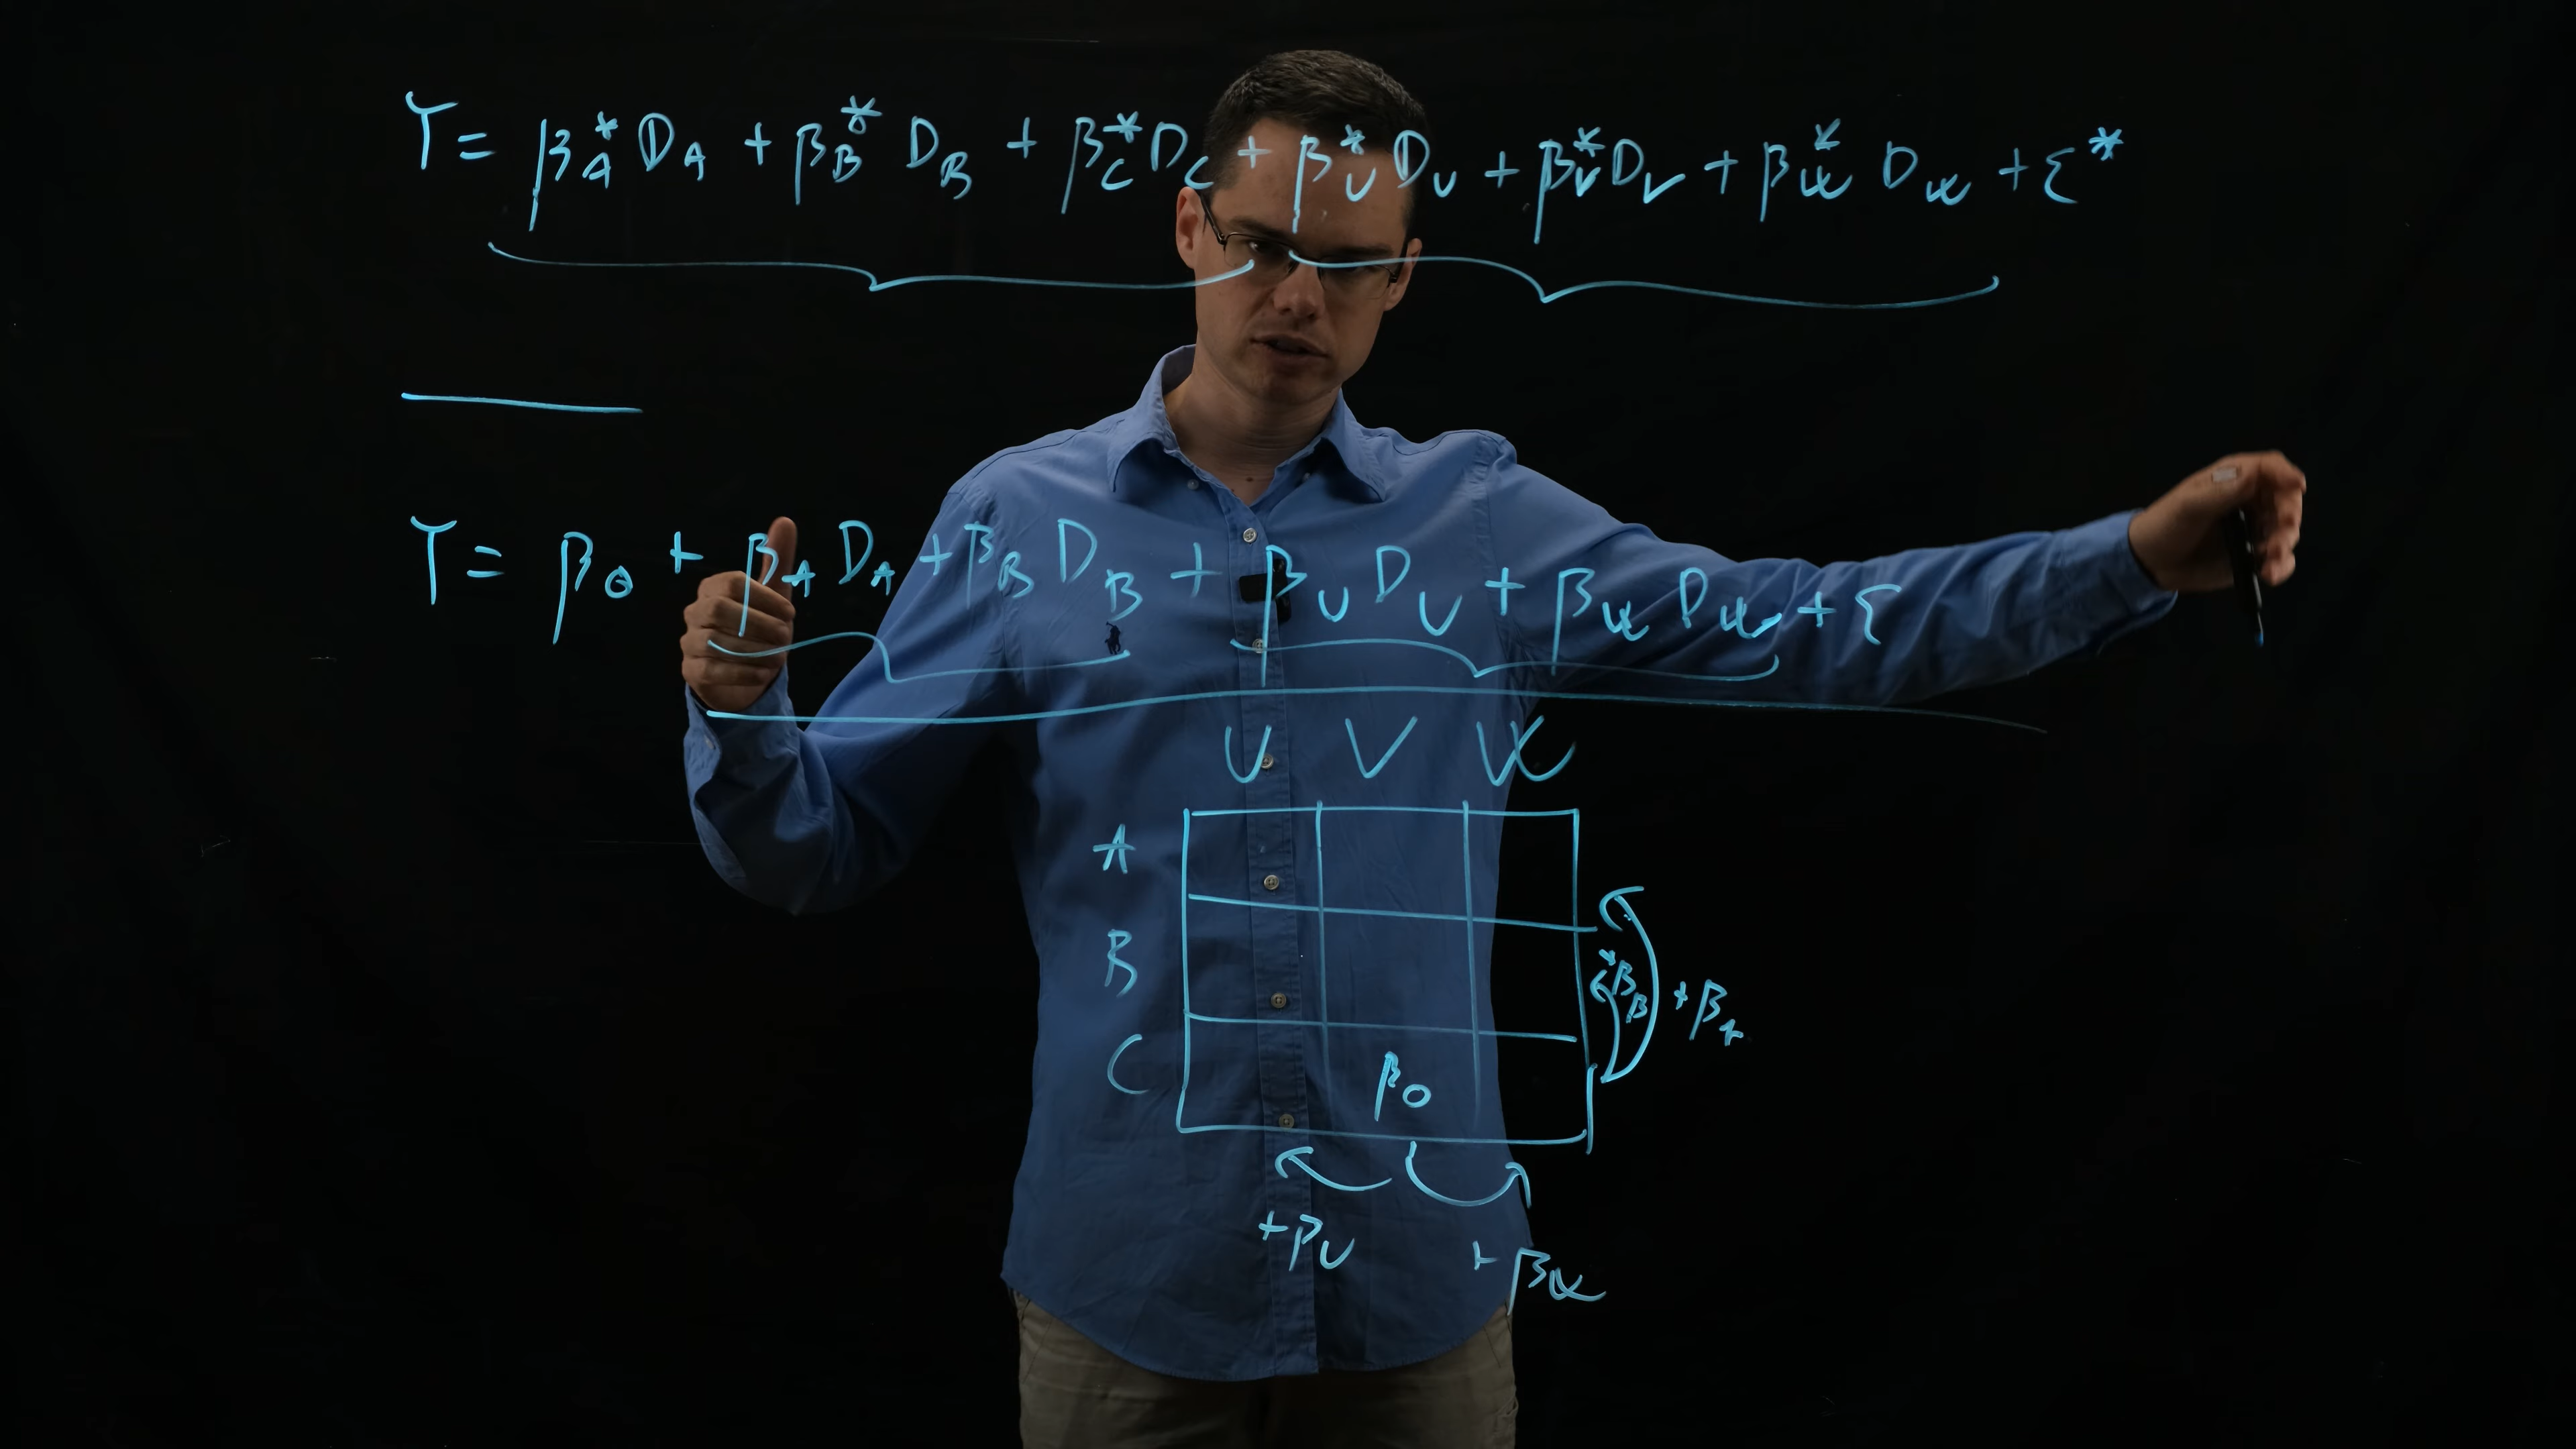 Y = β*_A D_A + β*_B D_B + β*_C D_C + β*_U D_U + β*_V D_V + β*_W D_W + ε*
Y = β_0 + β_A D_A + β_B D_B + β_U D_U + β_W D_W + ε
U V W
A
B +β_B +β_A
C β_0
+β_U +β_W